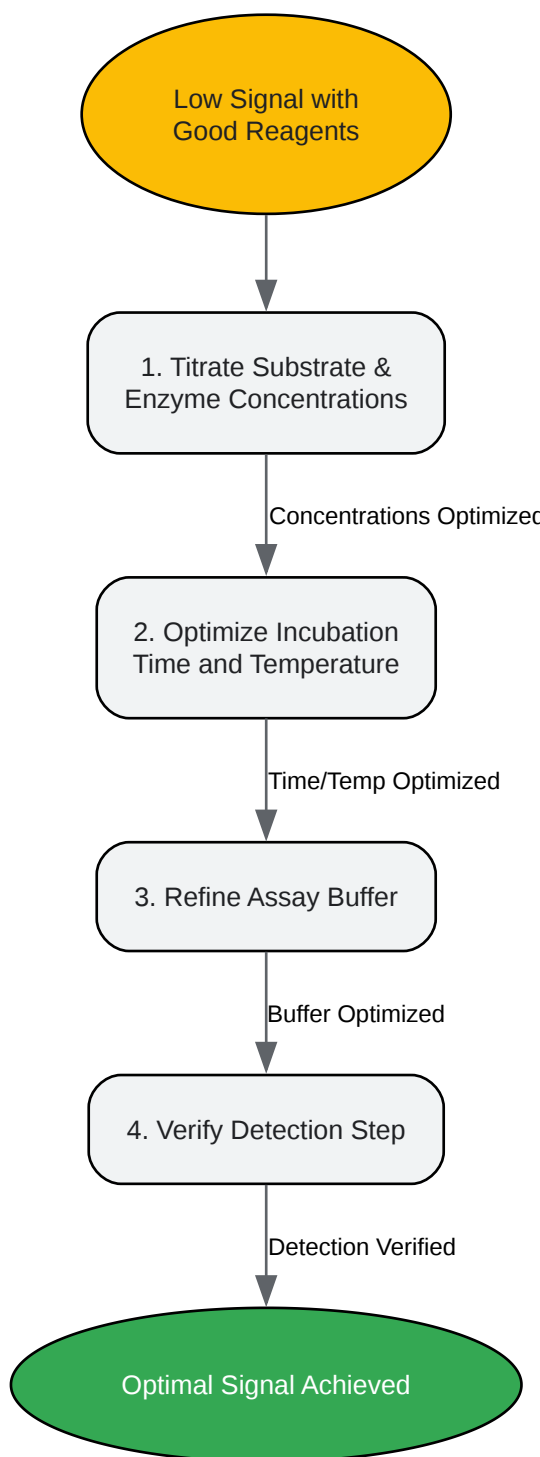 Low Signal with
Good Reagents
1. Titrate Substrate &
Enzyme Concentrations
Concentrations Optimized
2. Optimize Incubation
Time and Temperature
Time/Temp Optimized
3. Refine Assay Buffer
Buffer Optimized
4. Verify Detection Step
Detection Verified
Optimal Signal Achieved